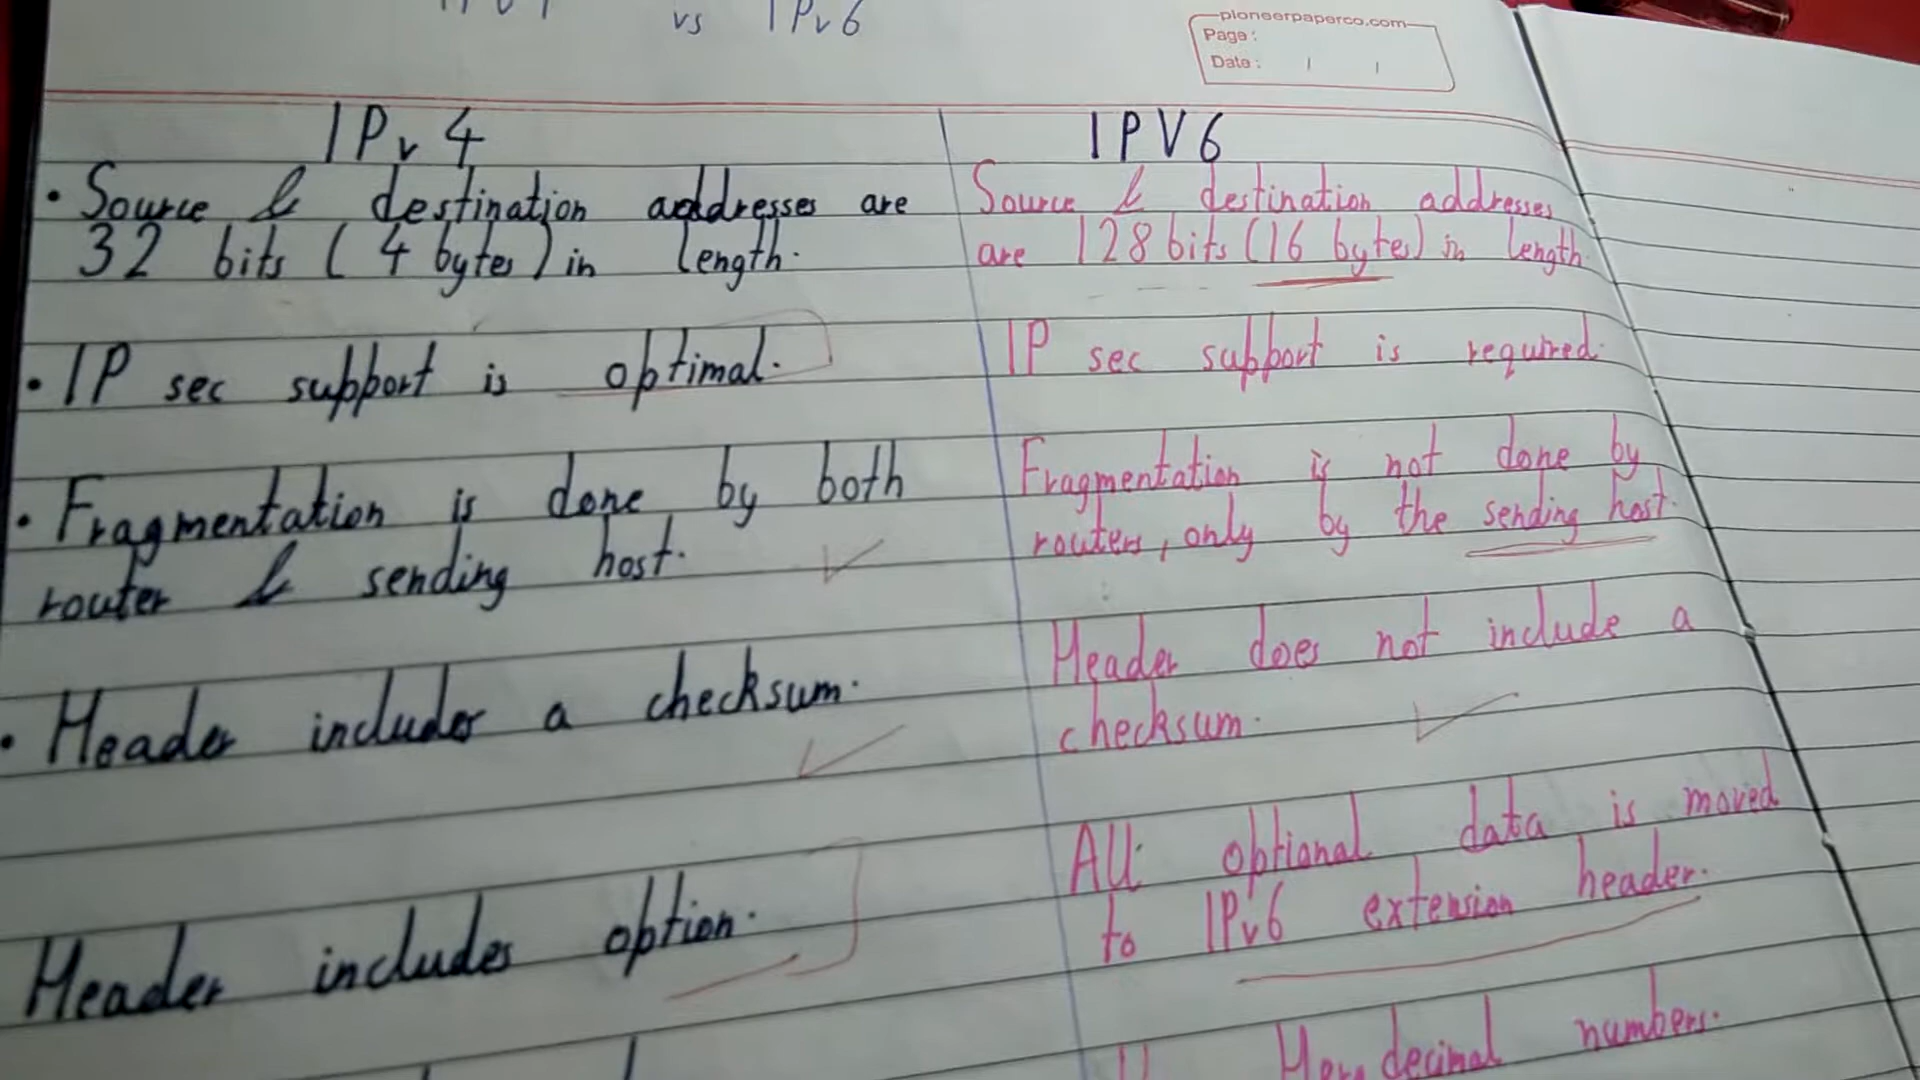 vs IPv6
pioneerpaperco.com
Page:
Date: / /
IPv4
• Source & destination addresses are
32 bits (4 bytes) in length.
• IP sec support is optimal.
• Fragmentation is done by both
router & sending host.
• Header includes a checksum.
Header includes option.
IPV6
Source & destination addresses
are 128 bits (16 bytes) in length.
IP sec support is required.
Fragmentation is not done by
routers, only by the sending host.
Header does not include a
checksum.
All optional data is moved
to IPv6 extension header.
numbers.